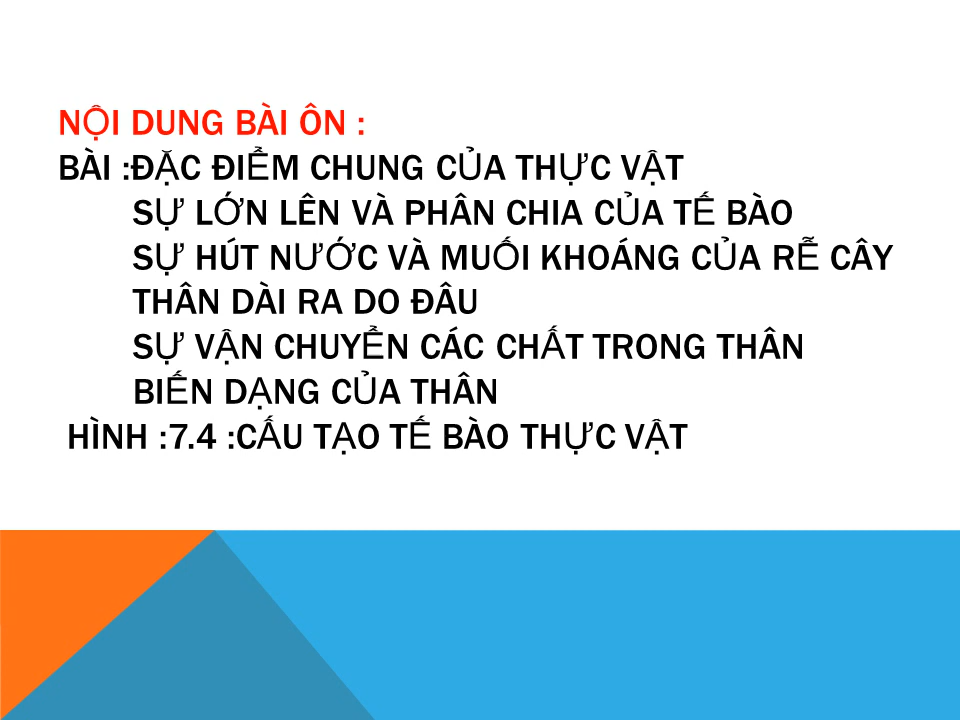 NỘI DUNG BÀI ÔN :
BÀI :ĐẶC ĐIỂM CHUNG CỦA THỰC VẬT
SỰ LỚN LÊN VÀ PHÂN CHIA CỦA TẾ BÀO
SỰ HÚT NƯỚC VÀ MUỐI KHOÁNG CỦA RỄ CÂY
THÂN DÀI RA DO ĐÂU
SỰ VẬN CHUYỂN CÁC CHẤT TRONG THÂN
BIẾN DẠNG CỦA THÂN
HÌNH :7.4 :CẤU TẠO TẾ BÀO THỰC VẬT